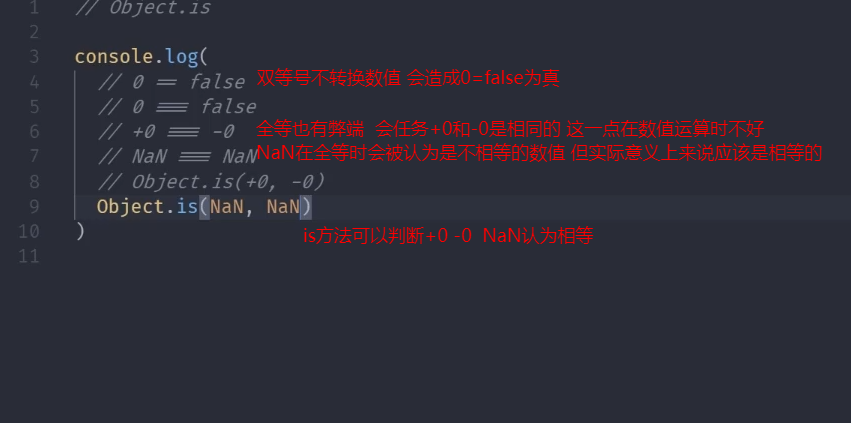 1 // Object.is
2
3 console.log(
4 // 0 == false 双等号不转换数值 会造成0=false为真
5 // 0 === false
6 // +0 === -0 全等也有弊端 会任务+0和-0是相同的 这一点在数值运算时不好
7 // NaN === NaN NaN在全等时会被认为是不相等的数值 但实际意义上来说应该是相等的
8 // Object.is(+0, -0)
9 Object.is(NaN, NaN)
10 )
is方法可以判断+0 -0 NaN认为相等
11